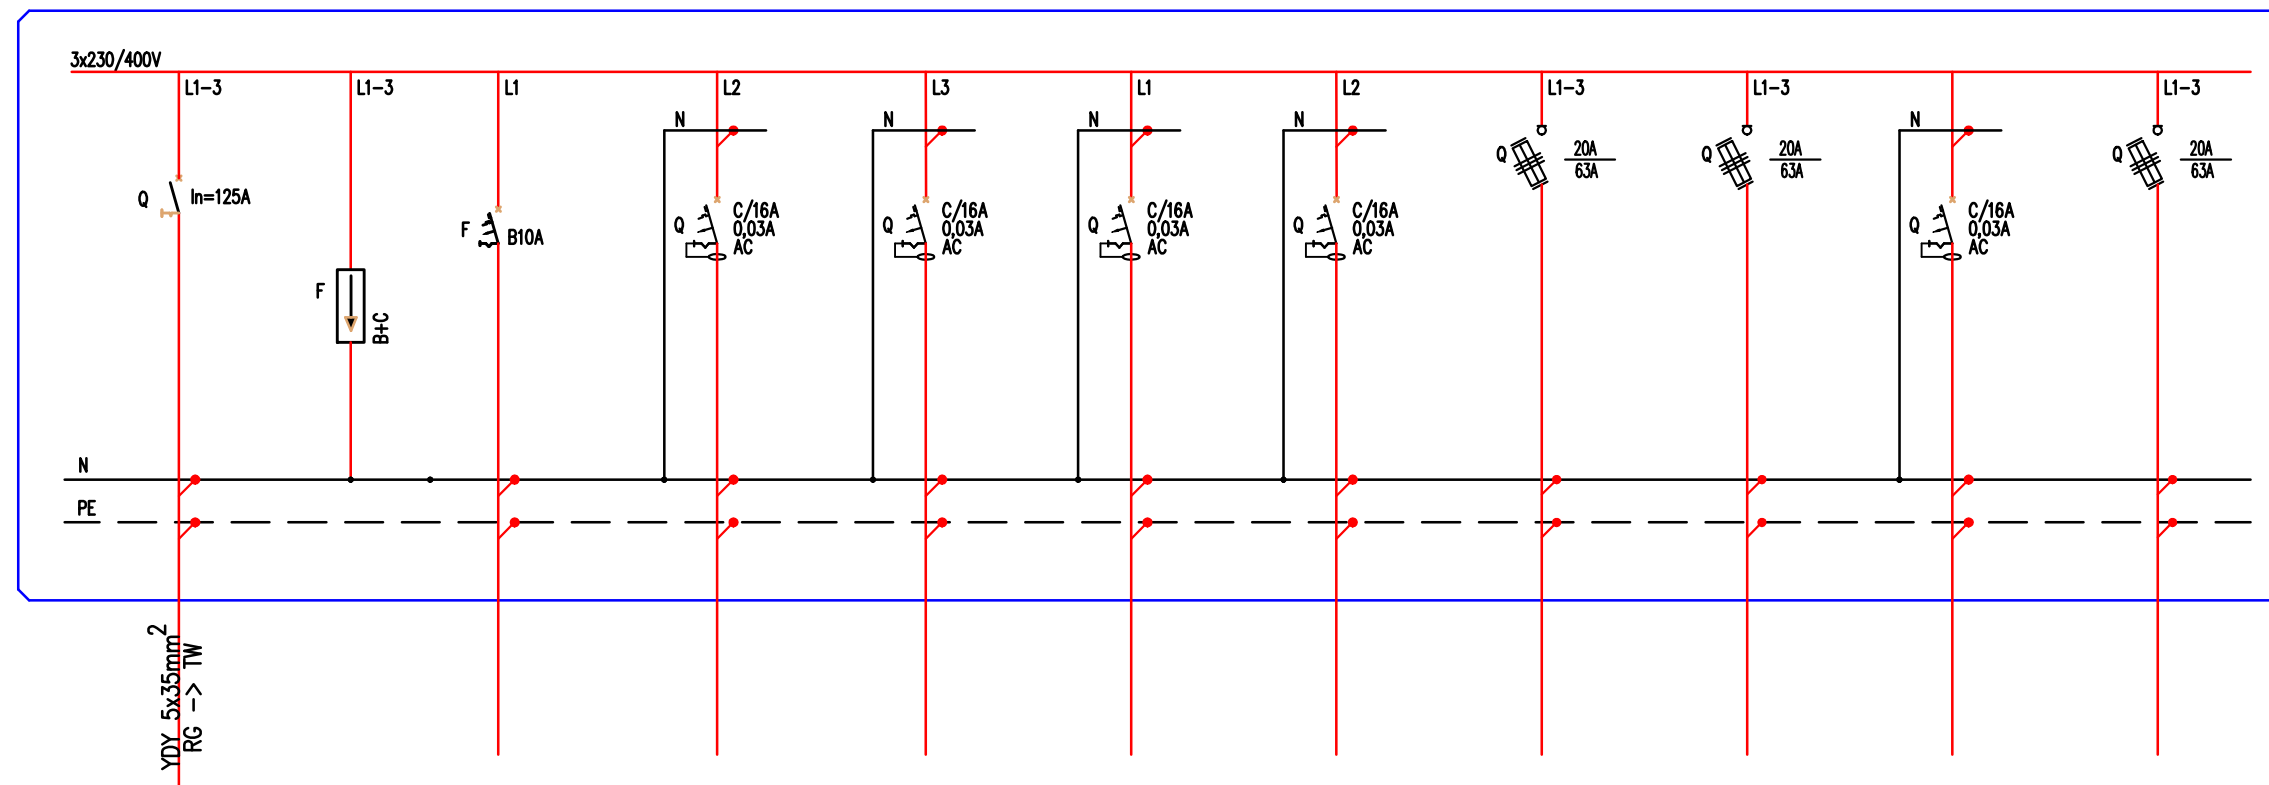 3x230/400V
L1-3
L1-3
L1
L2
L3
L1
L2
L1-3
L1-3
L1-3
N
N
N
N
N
Q
In=125A
F
B+C
F
B10A
Q
C/16A
0,03A
AC
Q
C/16A
0,03A
AC
Q
C/16A
0,03A
AC
Q
C/16A
0,03A
AC
Q
20A
63A
Q
20A
63A
Q
C/16A
0,03A
AC
Q
20A
63A
N
PE
YDY 5x35mm²
RG -> TW